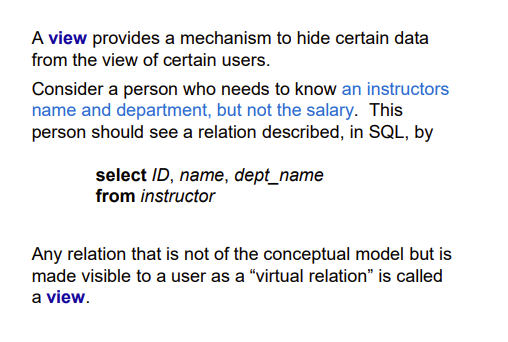 A view provides a mechanism to hide certain data
from the view of certain users.
Consider a person who needs to know an instructors
name and department, but not the salary.  This
person should see a relation described, in SQL, by
select ID, name, dept_name
from instructor
Any relation that is not of the conceptual model but is
made visible to a user as a “virtual relation” is called
a view.